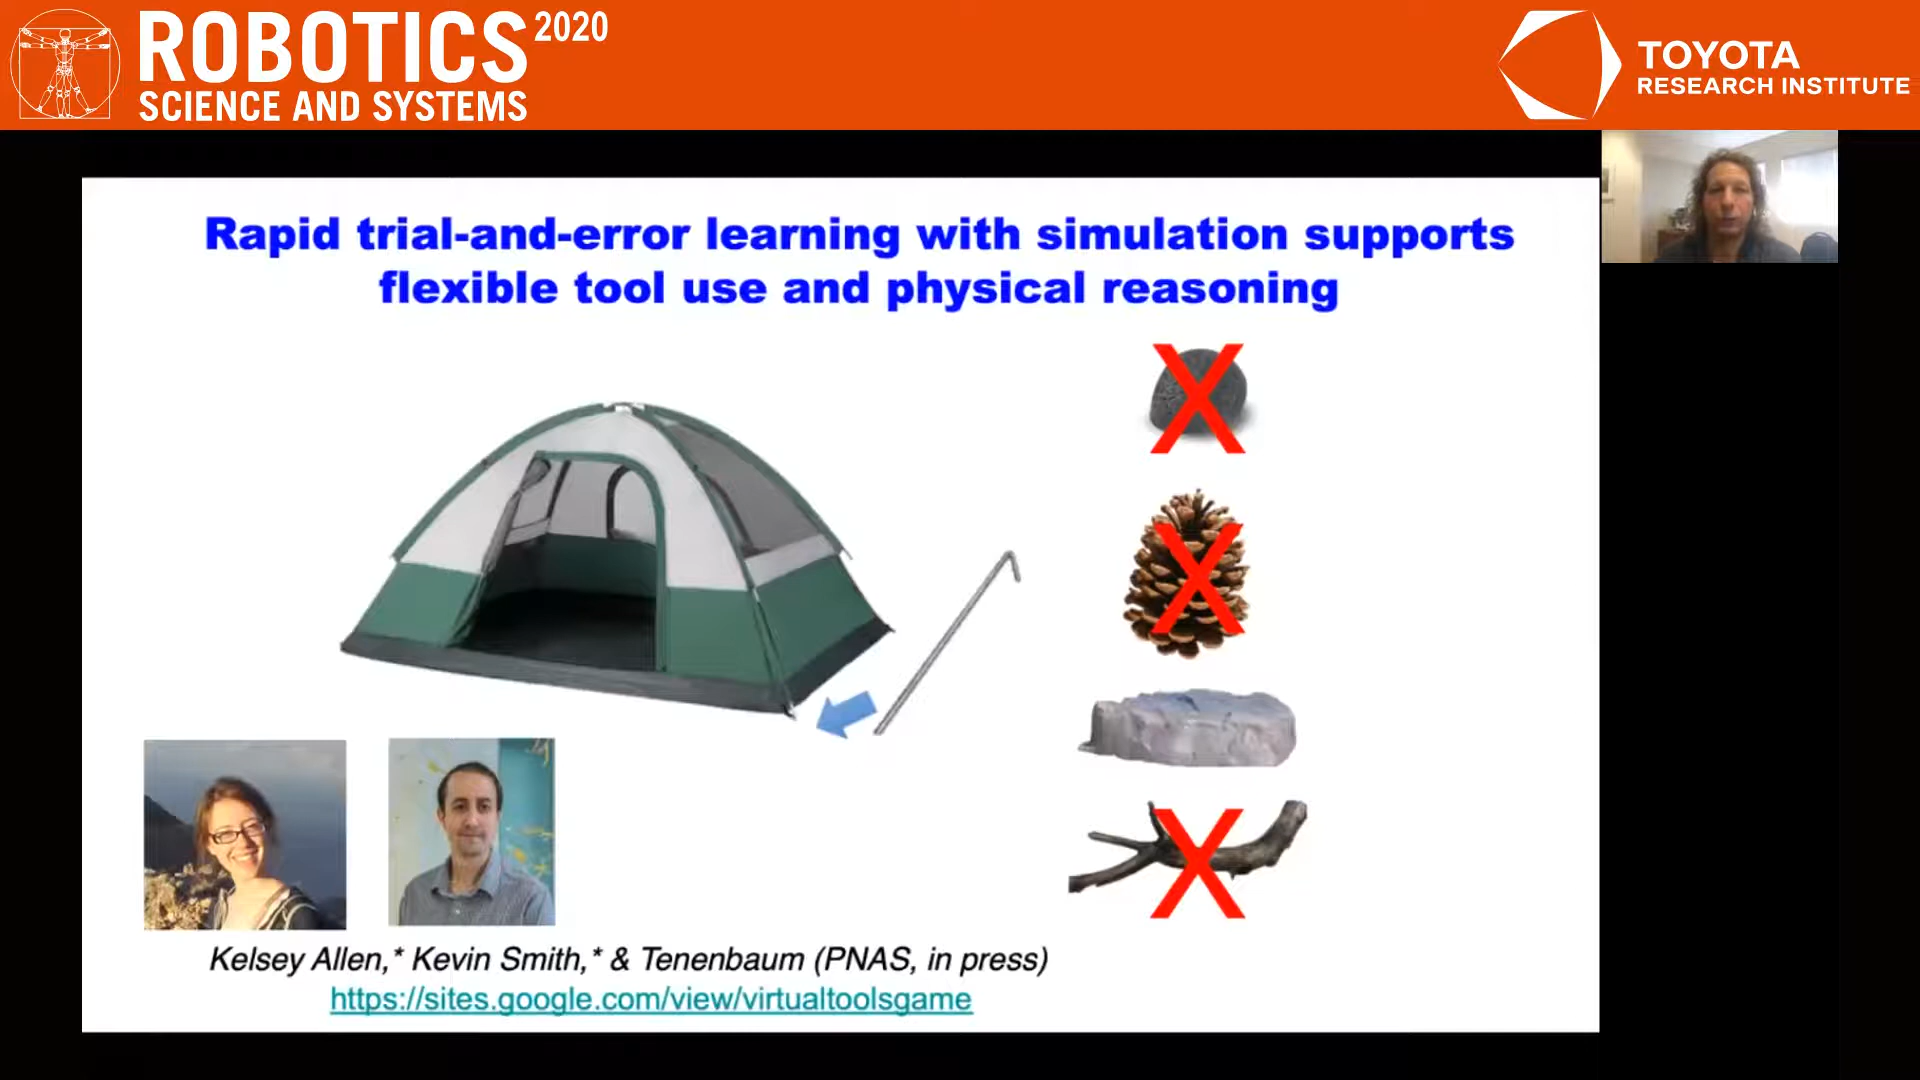 ROBOTICS 2020
SCIENCE AND SYSTEMS
TOYOTA
RESEARCH INSTITUTE
Rapid trial-and-error learning with simulation supports
flexible tool use and physical reasoning
X
X
X
Kelsey Allen,* Kevin Smith,* & Tenenbaum (PNAS, in press)
https://sites.google.com/view/virtualtoolsgame